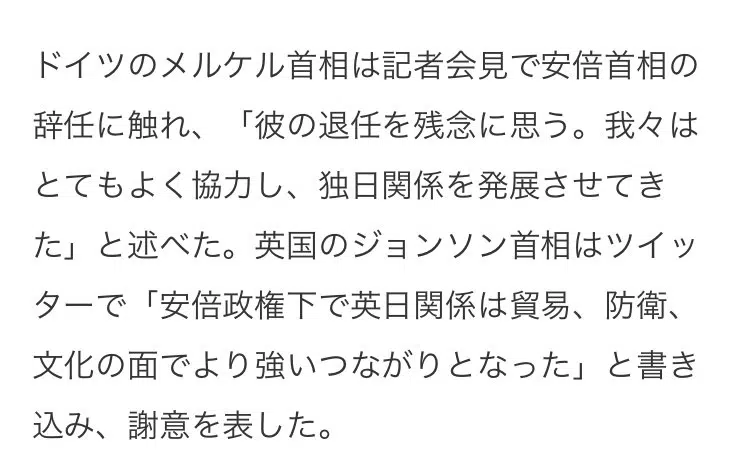 ドイツのメルケル首相は記者会見で安倍首相の
辞任に触れ、「彼の退任を残念に思う。我々は
とてもよく協力し、独日関係を発展させてき
た」と述べた。英国のジョンソン首相はツイッ
ターで「安倍政権下で英日関係は貿易、防衛、
文化の面でより強いつながりとなった」と書き
込み、謝意を表した。